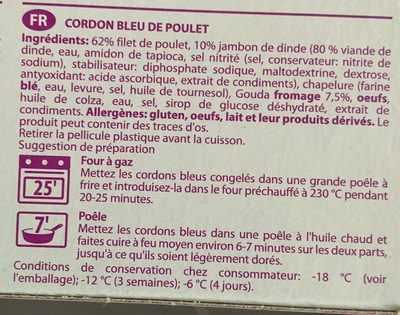 FR CORDON BLEU DE POULET
Ingrédients: 62% filet de poulet, 10% jambon de dinde (80 % viande de
dinde, eau, amidon de tapioca, sel nitrité (sel, conservateur: nitrite de
sodium), stabilisateur: diphosphate sodique, maltodextrine, dextrose,
antyoxidant: acide ascorbique, extrait de condiments), chapelure (farine
blé, eau, levure, sel, huile de tournesol), Gouda fromage 7,5%, oeufs,
huile de colza, eau, sel, sirop de glucose déshydraté, extrait de
condiments. Allergènes: gluten, oeufs, lait et leur produits dérivés. Le
produit peut contenir des traces d'os.
Retirer la pellicule plastique avant la cuisson.
Suggestion de préparation
Four à gaz
Mettez les cordons bleus congelés dans une grande poêle à
frire et introduisez-la dans le four préchauffé à 230 °C pendant
20-25 minutes.
25'
Poêle
7'
Mettez les cordons bleus dans une poêle à l'huile chaud et
faites cuire à feu moyen environ 6-7 minutes sur les deux parts,
jusqu'à ce qu'ils soient légèrement dorés.
Conditions de conservation chez consommateur: -18 °C (voir
l'emballage); -12 °C (3 semaines); -6 °C (4 jours).